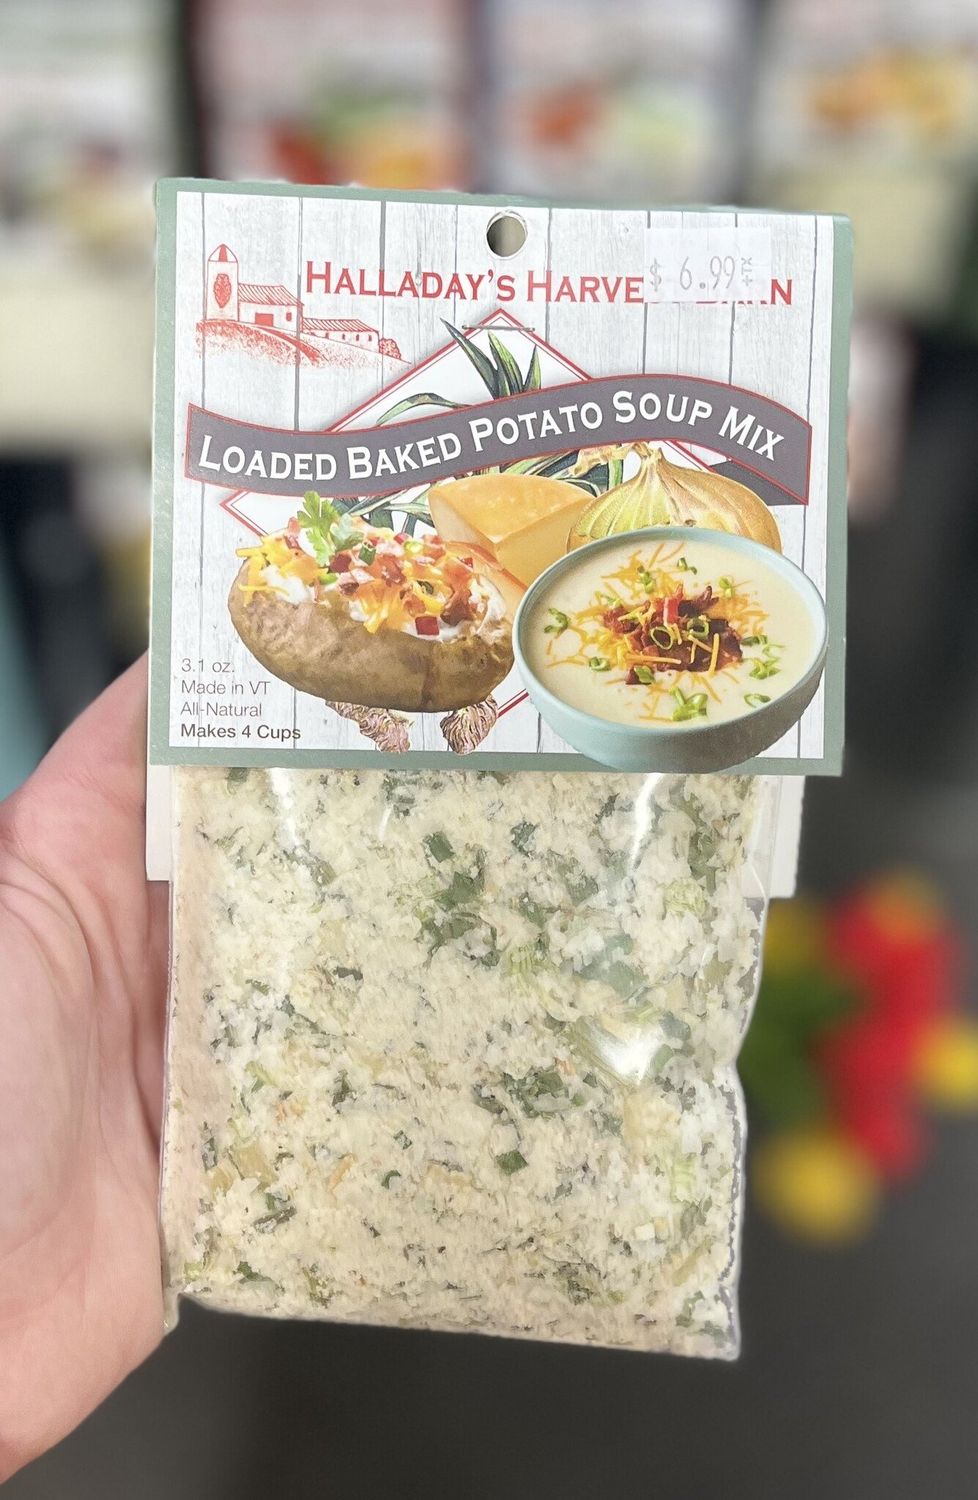 HALLADAY'S HARVE
$ 6.99 +TX
LOADED BAKED POTATO SOUP MIX
3.1 oz.
Made in VT
All-Natural
Makes 4 Cups